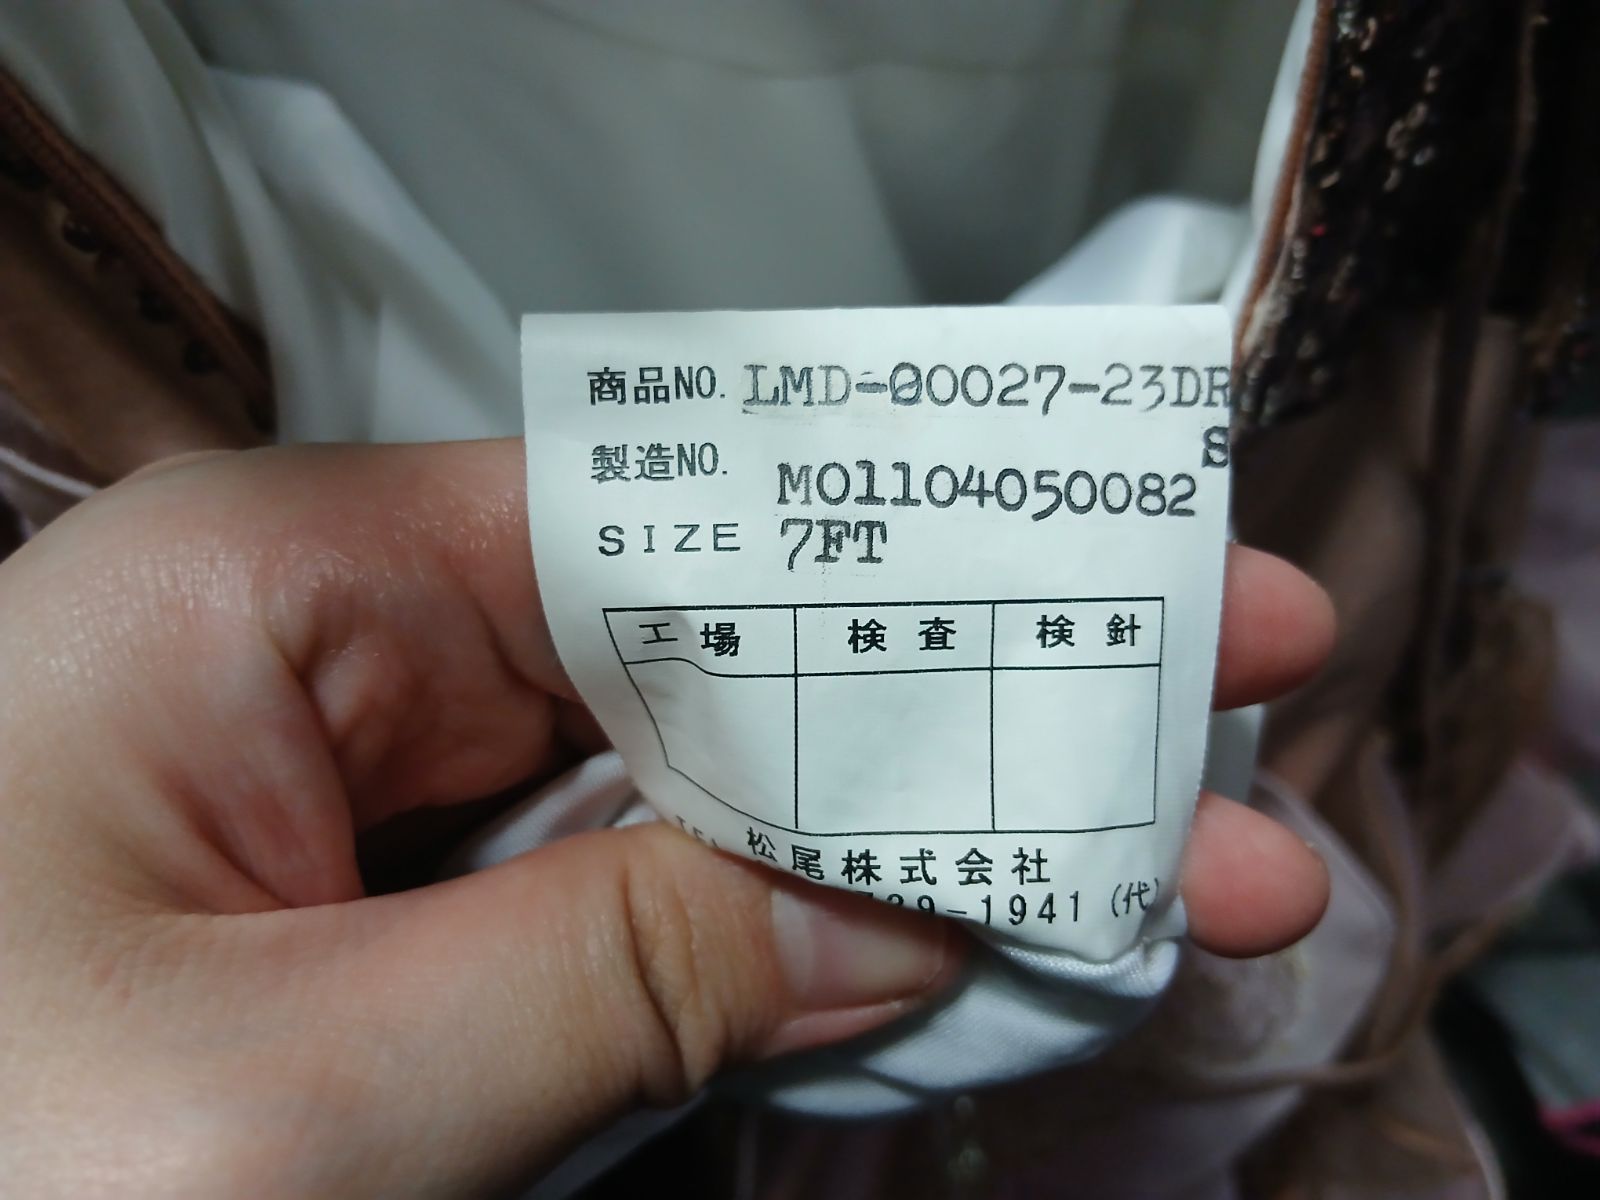 商品NO. LMD-00027-23DR
S
製造NO. M01104050082
SIZE 7FT
工場 検査 検針
松尾株式会社
739-1941 (代)